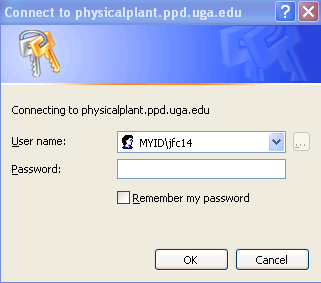 Connect to physicalplant.ppd.uga.edu
Connecting to physicalplant.ppd.uga.edu
User name: MYID\jfc14 ...
Password:
Remember my password
OK Cancel